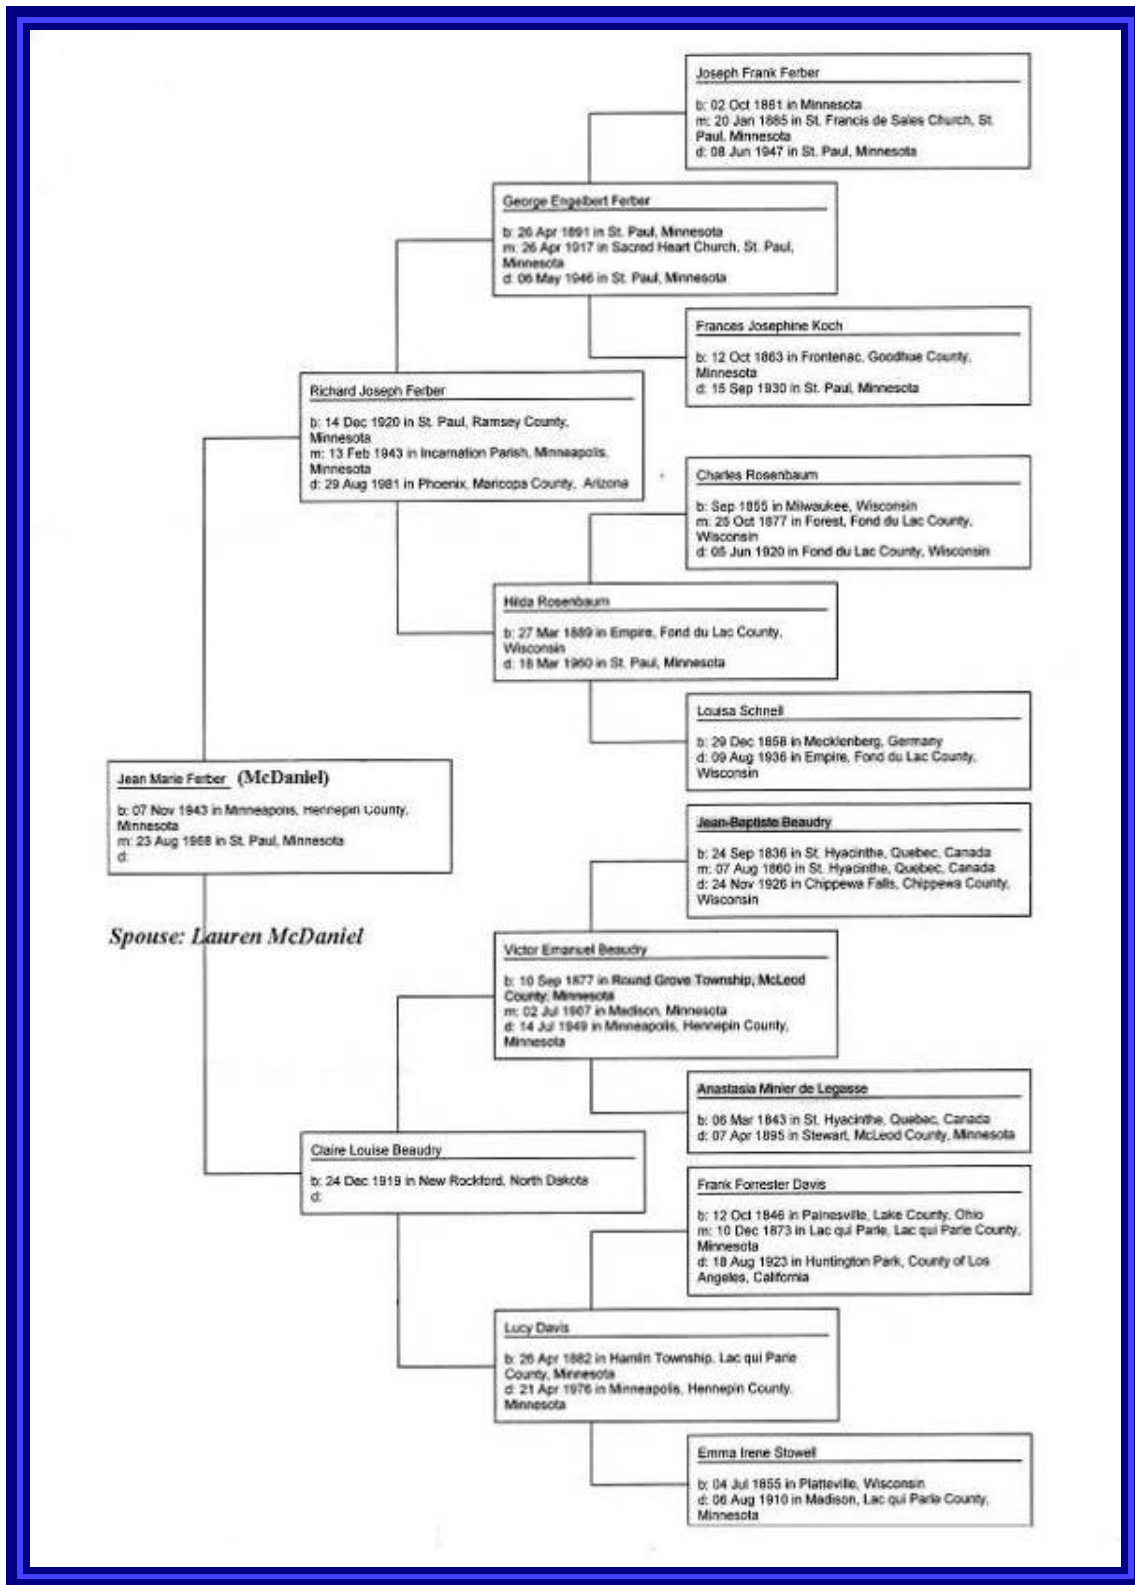 Joseph Frank Ferber
b: 02 Oct 1861 in Minnesota
m: 20 Jan 1885 in St. Francis de Sales Church, St.
Paul, Minnesota
d: 08 Jun 1947 in St. Paul, Minnesota
George Engelbert Ferber
b: 26 Apr 1891 in St. Paul, Minnesota
m: 26 Apr 1917 in Sacred Heart Church, St. Paul,
Minnesota
d: 06 May 1946 in St. Paul, Minnesota
Frances Josephine Koch
b: 12 Oct 1863 in Frontenac, Goodhue County,
Minnesota
d: 15 Sep 1930 in St. Paul, Minnesota
Richard Joseph Ferber
b: 14 Dec 1920 in St. Paul, Ramsey County,
Minnesota
m: 13 Feb 1943 in Incarnation Parish, Minneapolis,
Minnesota
d: 29 Aug 1981 in Phoenix, Maricopa County, Arizona
Charles Rosenbaum
b: Sep 1855 in Milwaukee, Wisconsin
m: 25 Oct 1877 in Forest, Fond du Lac County,
Wisconsin
d: 05 Jun 1920 in Fond du Lac County, Wisconsin
Hilda Rosenbaum
b: 27 Mar 1889 in Empire, Fond du Lac County,
Wisconsin
d: 18 Mar 1960 in St. Paul, Minnesota
Louisa Schnell
b: 29 Dec 1858 in Mecklenberg, Germany
d: 09 Aug 1936 in Empire, Fond du Lac County,
Wisconsin
Jean Marie Ferber (McDaniel)
b: 07 Nov 1943 in Minneapolis, Hennepin County,
Minnesota
m: 23 Aug 1968 in St. Paul, Minnesota
d:
Spouse: Lauren McDaniel
Jean-Baptiste Beaudry
b: 24 Sep 1836 in St. Hyacinthe, Quebec, Canada
m: 07 Aug 1860 in St. Hyacinthe, Quebec, Canada
d: 24 Nov 1926 in Chippewa Falls, Chippewa County,
Wisconsin
Victor Emanuel Beaudry
b: 10 Sep 1877 in Round Grove Township, McLeod
County, Minnesota
m: 02 Jul 1907 in Madison, Minnesota
d: 14 Jul 1949 in Minneapolis, Hennepin County,
Minnesota
Anastasia Minier de Legasse
b: 06 Mar 1843 in St. Hyacinthe, Quebec, Canada
d: 07 Apr 1895 in Stewart, McLeod County, Minnesota
Claire Louise Beaudry
b: 24 Dec 1919 in New Rockford, North Dakota
d:
Frank Forrester Davis
b: 12 Oct 1846 in Painesville, Lake County, Ohio
m: 10 Dec 1873 in Lac qui Parle, Lac qui Parle County,
Minnesota
d: 18 Aug 1923 in Huntington Park, County of Los
Angeles, California
Lucy Davis
b: 26 Apr 1882 in Hamlin Township, Lac qui Parle
County, Minnesota
d: 21 Apr 1976 in Minneapolis, Hennepin County,
Minnesota
Emma Irene Stowell
b: 04 Jul 1855 in Platteville, Wisconsin
d: 06 Aug 1910 in Madison, Lac qui Parle County,
Minnesota